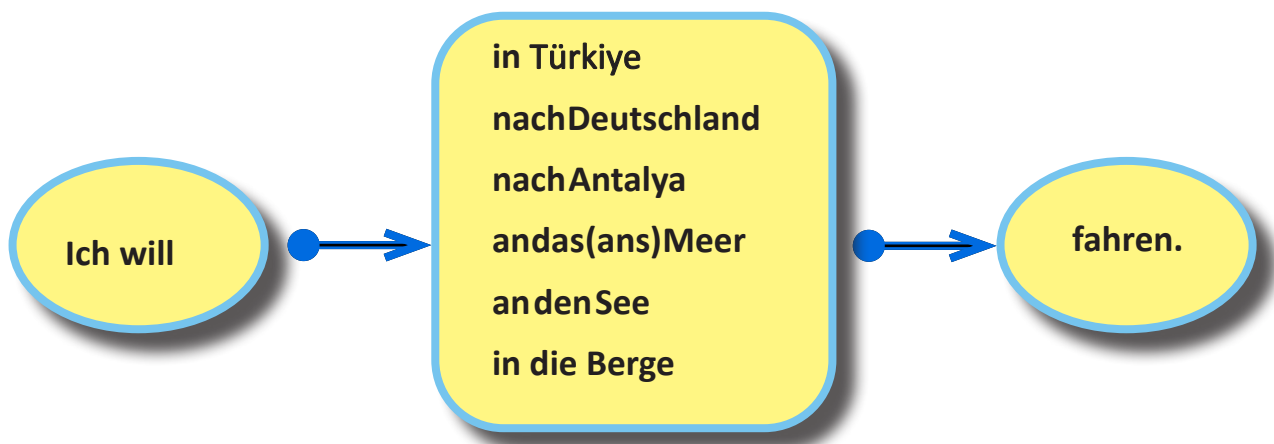 Ich will
in Türkiye
nachDeutschland
nachAntalya
andas(ans)Meer
andenSee
in die Berge
fahren.